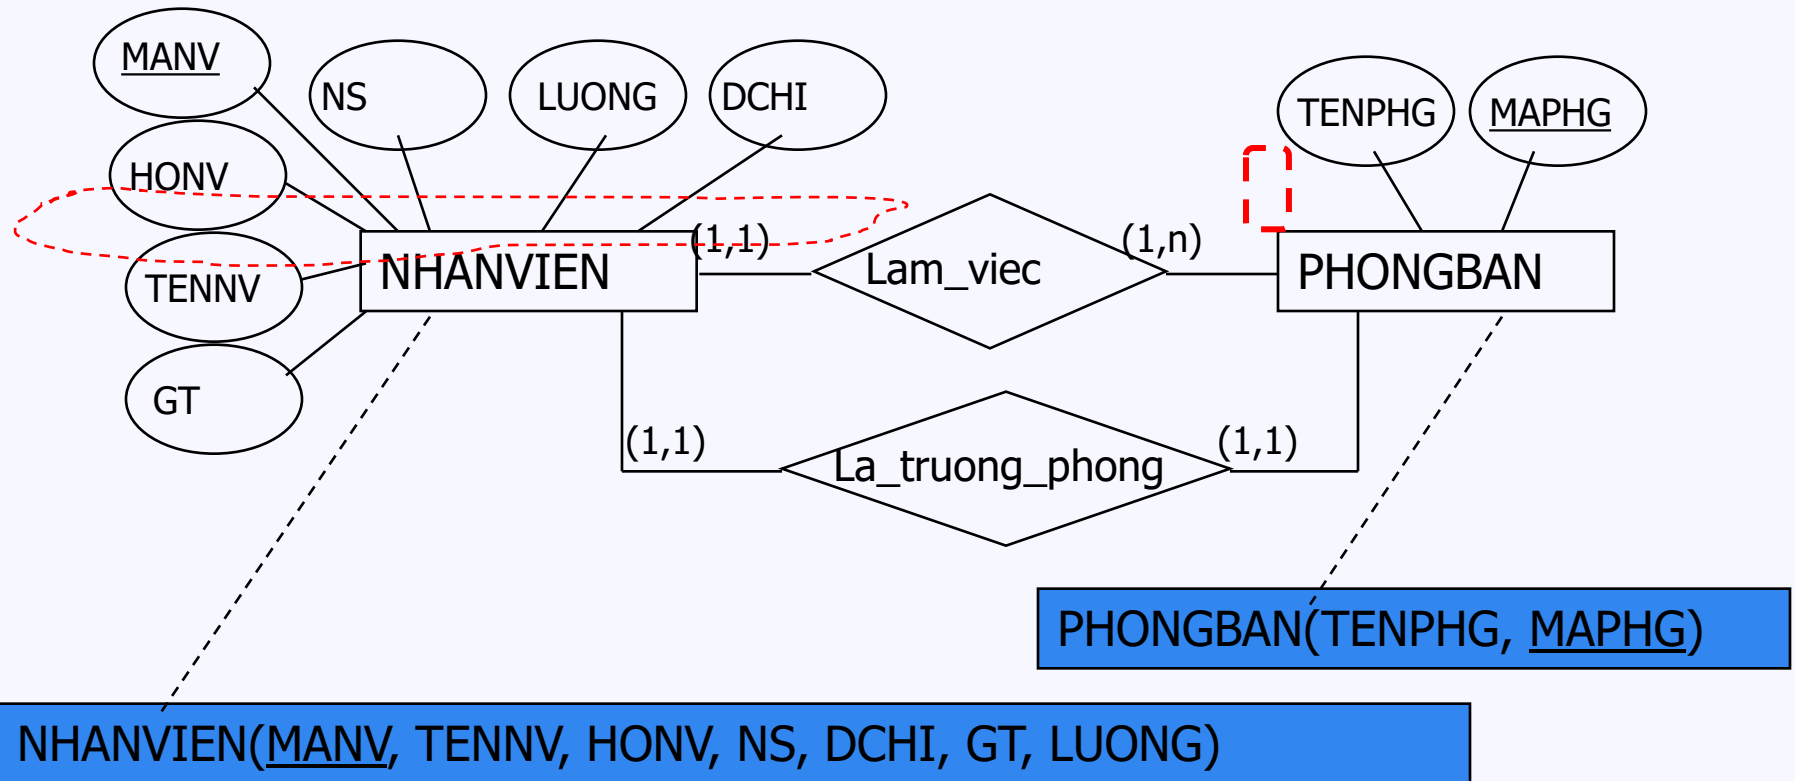 MANV
NS
LUONG
DCHI
TENPHG
MAPHG
HONV
(1,1)
(1,n)
NHANVIEN
Lam_viec
PHONGBAN
TENNV
GT
(1,1)
(1,1)
La_truong_phong
PHONGBAN(TENPHG, MAPHG)
NHANVIEN(MANV, TENNV, HONV, NS, DCHI, GT, LUONG)